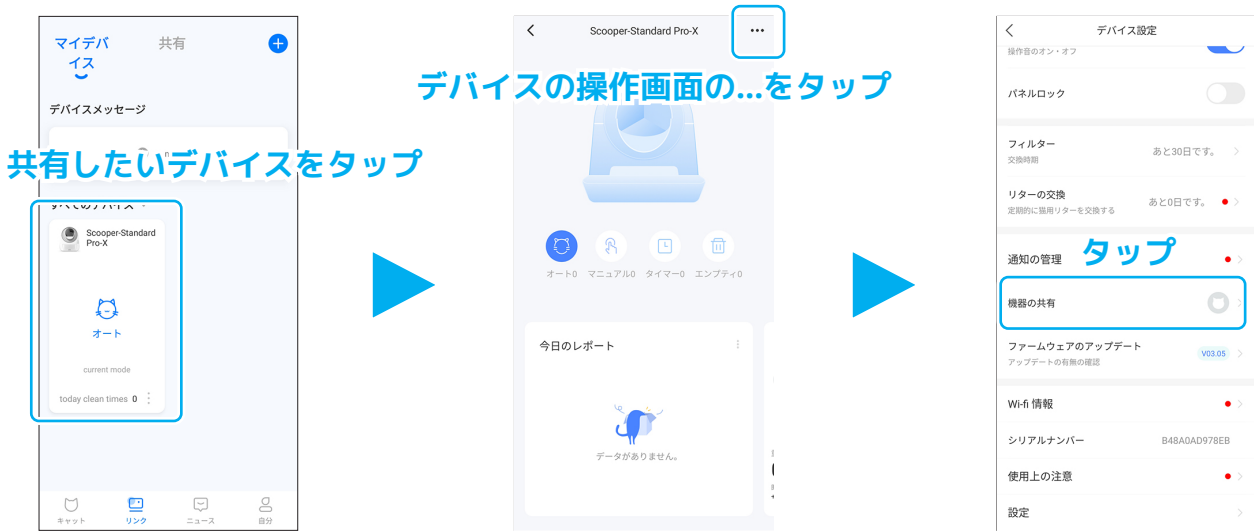 マイデバ
イス
共有
デバイスメッセージ
共有したいデバイスをタップ
すべてのデバイス
Scooper-Standard
Pro-X
オート
current mode
today clean times 0
キャット
リンク
ニュース
自分
Scooper-Standard Pro-X
デバイスの操作画面の...をタップ
オート0
マニュアル0
タイマー0
エンプティ0
今日のレポート
データがありません。
デバイス設定
操作音のオン・オフ
パネルロック
フィルター
交換時期
あと30日です。
リターの交換
定期的に猫用リターを交換する
あと0日です。
通知の管理
タップ
機器の共有
ファームウェアのアップデート
アップデートの有無の確認
V03.05
Wi-fi 情報
シリアルナンバー
B48A0AD978EB
使用上の注意
設定